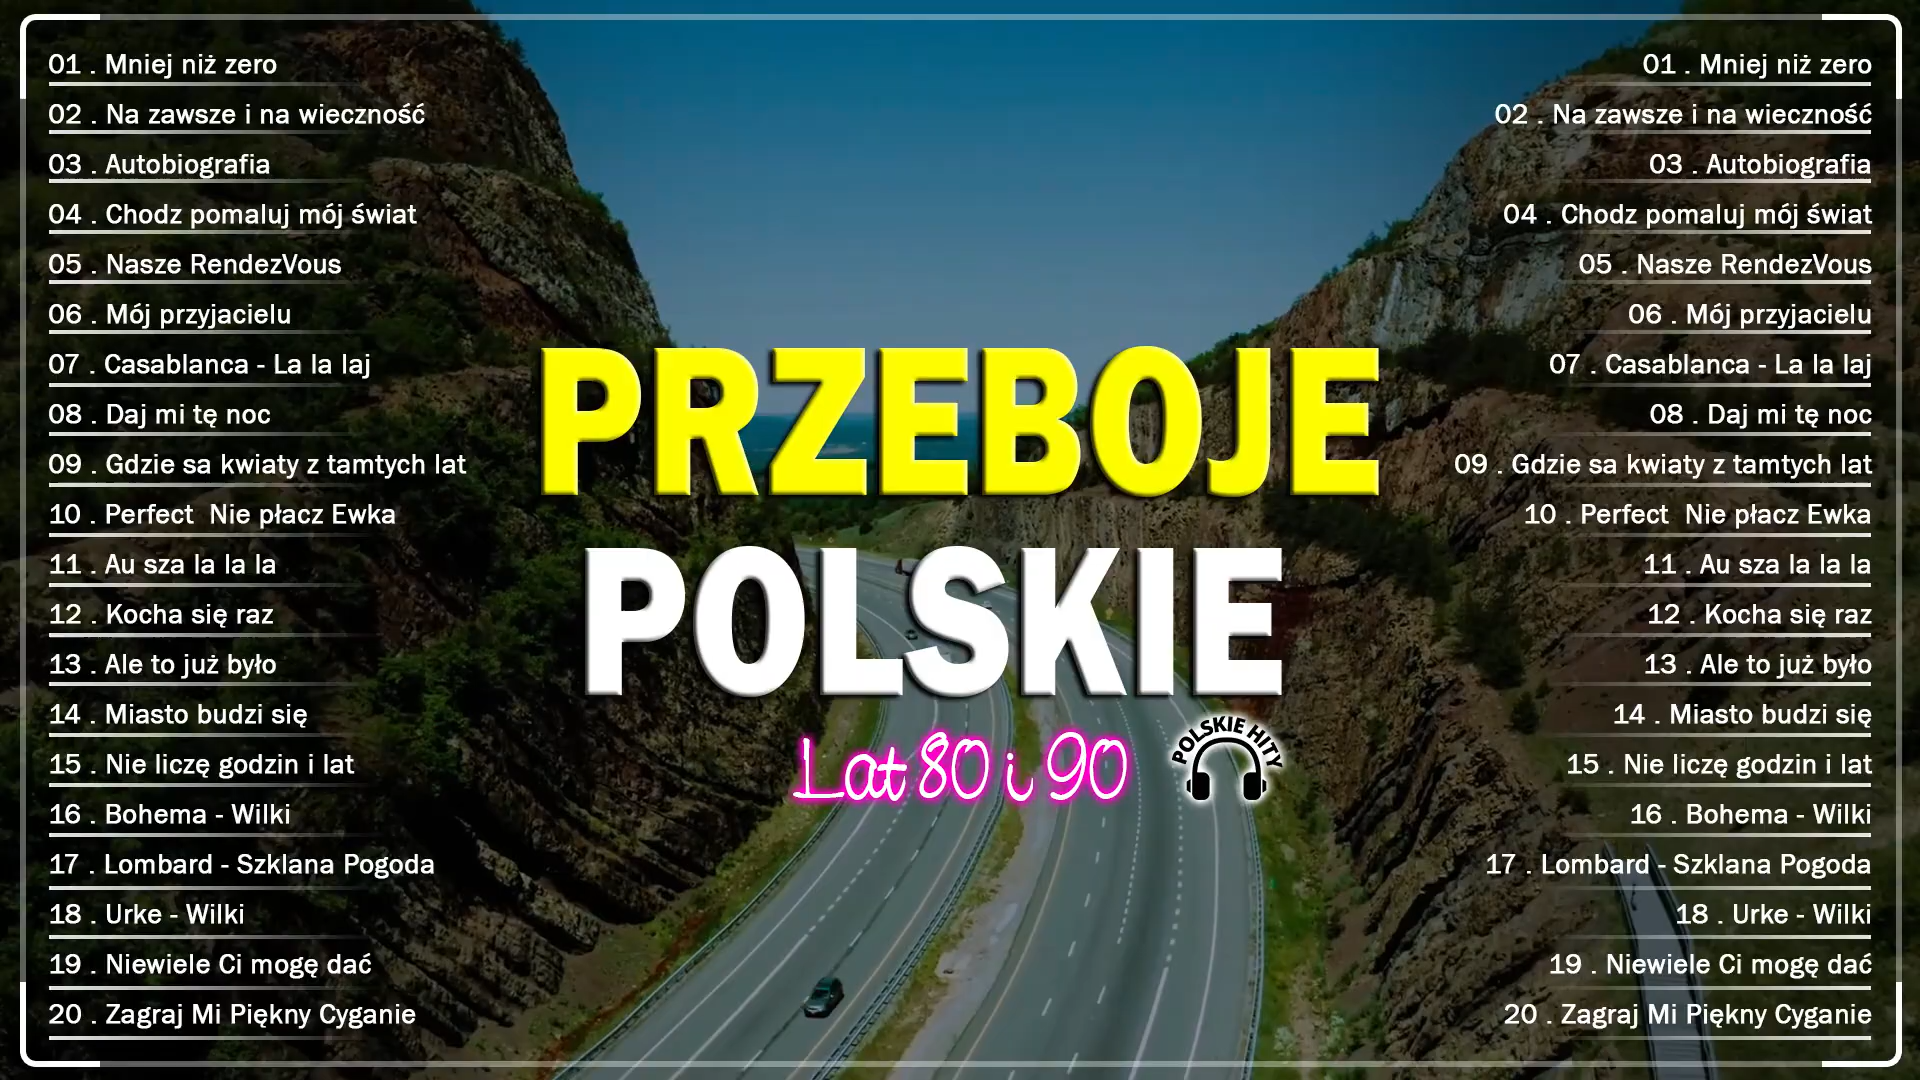 01 . Mniej niż zero
02 . Na zawsze i na wieczność
03 . Autobiografia
04 . Chodz pomaluj mój świat
05 . Nasze RendezVous
06 . Mój przyjacielu
07 . Casablanca - La la laj
08 . Daj mi tę noc
09 . Gdzie sa kwiaty z tamtych lat
10 . Perfect  Nie płacz Ewka
11 . Au sza la la la
12 . Kocha się raz
13 . Ale to już było
14 . Miasto budzi się
15 . Nie liczę godzin i lat
16 . Bohema - Wilki
17 . Lombard - Szklana Pogoda
18 . Urke - Wilki
19 . Niewiele Ci mogę dać
20 . Zagraj Mi Piękny Cyganie
PRZEBOJE
POLSKIE
Lat 80 i 90
POLSKIE HITY
01 . Mniej niż zero
02 . Na zawsze i na wieczność
03 . Autobiografia
04 . Chodz pomaluj mój świat
05 . Nasze RendezVous
06 . Mój przyjacielu
07 . Casablanca - La la laj
08 . Daj mi tę noc
09 . Gdzie sa kwiaty z tamtych lat
10 . Perfect  Nie płacz Ewka
11 . Au sza la la la
12 . Kocha się raz
13 . Ale to już było
14 . Miasto budzi się
15 . Nie liczę godzin i lat
16 . Bohema - Wilki
17 . Lombard - Szklana Pogoda
18 . Urke - Wilki
19 . Niewiele Ci mogę dać
20 . Zagraj Mi Piękny Cyganie